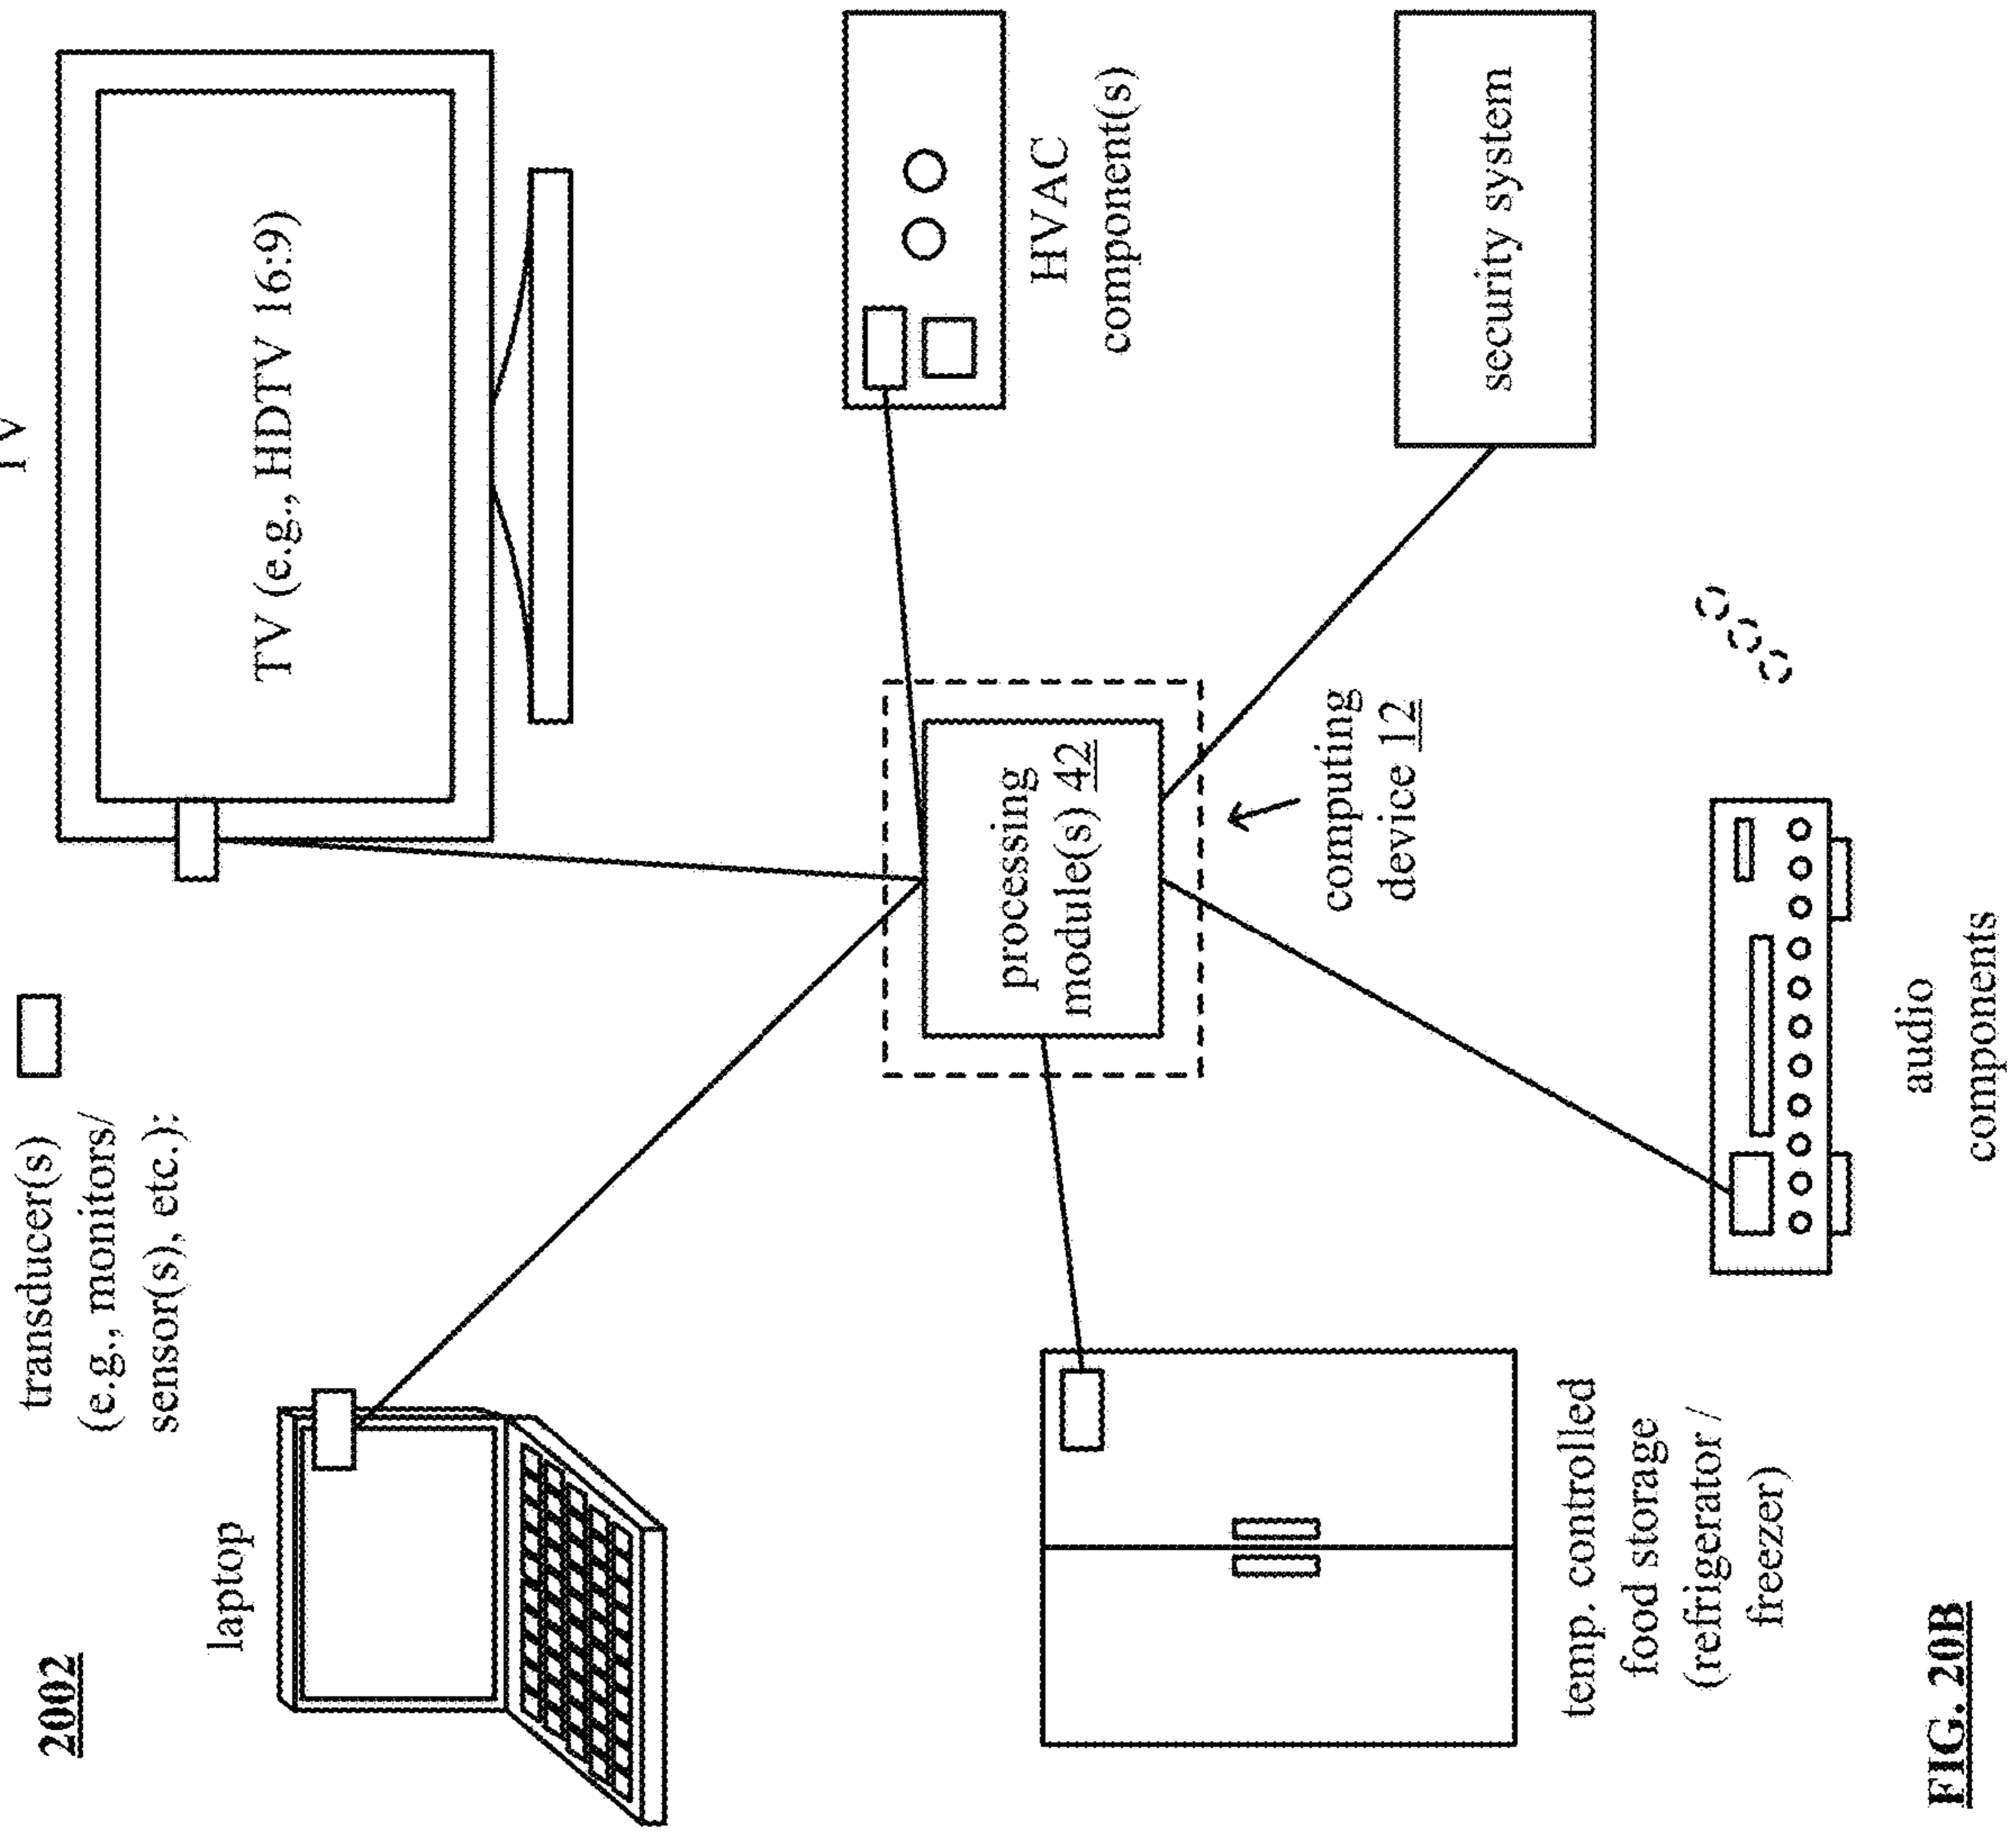 2002
transducer(s)
(e.g., monitors/
sensor(s), etc.):
TV
laptop
TV (e.g., HDTV 16:9)
processing
module(s) 42
HVAC
component(s)
computing
device 12
security system
temp. controlled
food storage
(refrigerator /
freezer)
audio
components
FIG. 20B